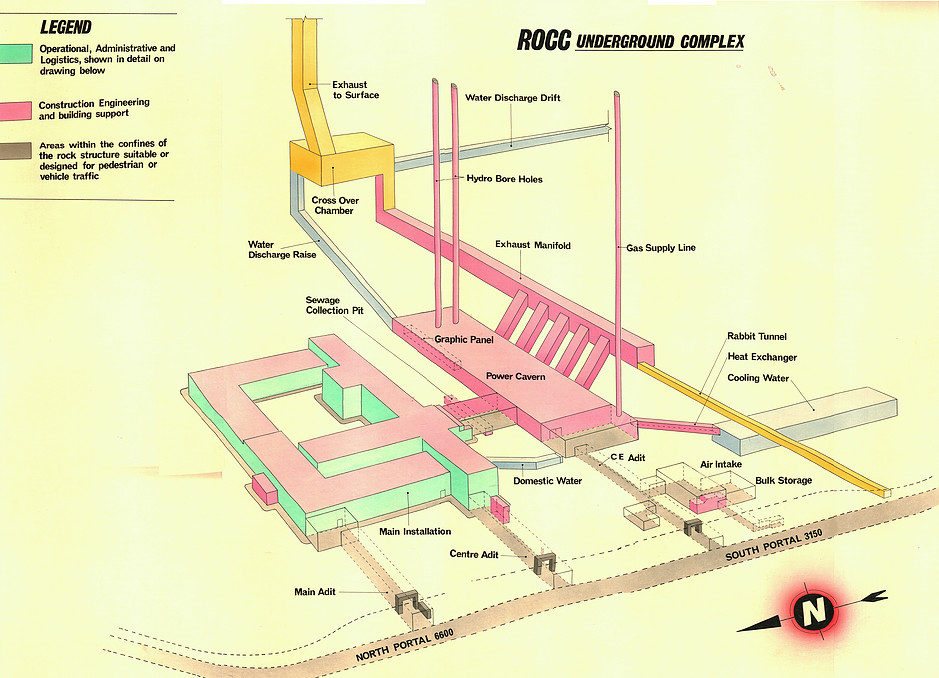 LEGEND
Operational, Administrative and
Logistics, shown in detail on
drawing below
Construction Engineering
and building support
Areas within the confines of
the rock structure suitable or
designed for pedestrian or
vehicle traffic
ROCC UNDERGROUND COMPLEX
Exhaust
to Surface
Water Discharge Drift
Hydro Bore Holes
Cross Over
Chamber
Water
Discharge Raise
Exhaust Manifold
Gas Supply Line
Sewage
Collection Pit
Graphic Panel
Power Cavern
Rabbit Tunnel
Heat Exchanger
Cooling Water
CE Adit
Air Intake
Bulk Storage
Domestic Water
Main Installation
Centre Adit
Main Adit
SOUTH PORTAL 3150
NORTH PORTAL 6600
N